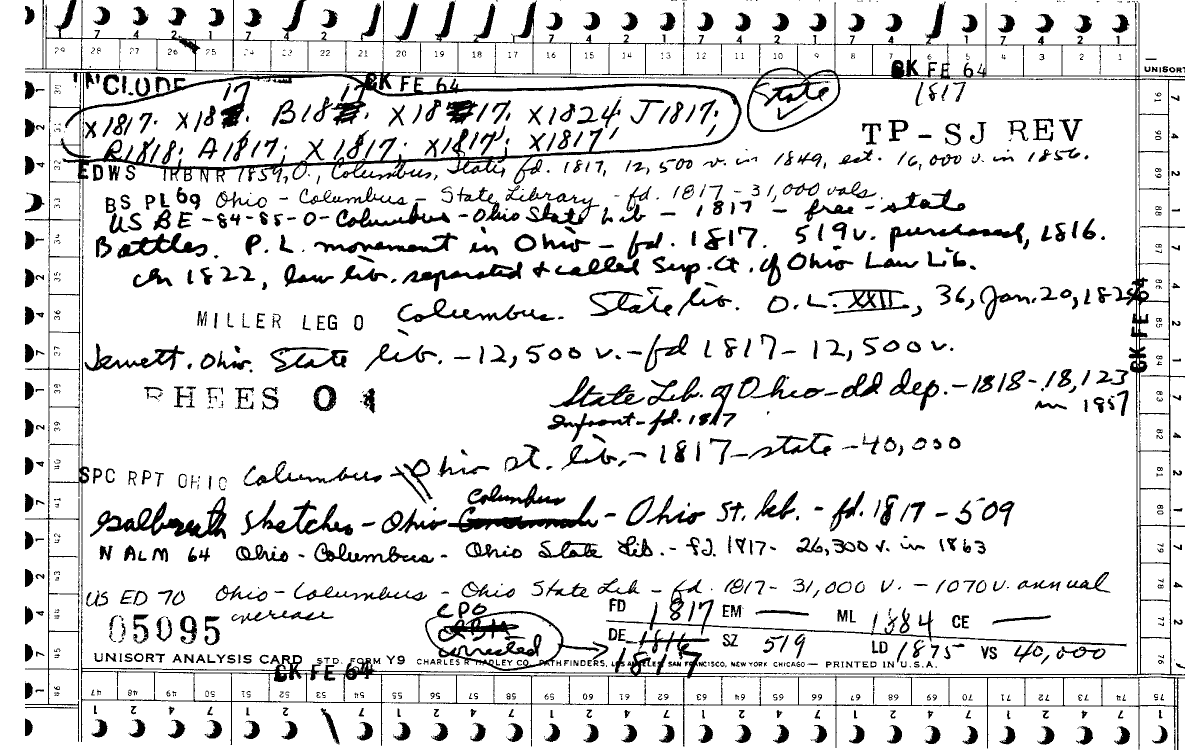 CK FE 64
UNISORT
INCLUDE CK FE 64
State
1817
X1817. X18 17 B18 17 X18 17. X1824 J1817;
TP-SJ REV
R1818; A1817; X1817; X1817; X1817
EDWS IRBNR 1859, O., Columbus, State, fd. 1817, 12,500 v. in 1849, est. 16,000 v. in 1856.
BS PL 69 Ohio - Columbus - State Library - fd. 1817 - 31,000 vols.
US BE -84-85-O-Columbus-Ohio State Lib - 1817 - free - state
Battles. P.L. movement in Ohio - fd. 1817. 519 v. purchased, 1816.
In 1822, law lib. separated & called Sup. Ct. of Ohio Law Lib.
MILLER LEG O Columbus. State lib. O.L. XXII, 36, Jan. 20, 1824
CK FE 64
Jewett. Ohio. State lib. -12,500 v. -fd 1817-12,500 v.
RHEES O 4
State Lib. of Ohio-old dep.-1818-18,123 in 1857
Infront-fd. 1817
SPC RPT OHIO Columbus - Ohio St. lib. - 1817-state-40,000
Galbreath Sketches - Ohio Columbus - Ohio St. Lib. - fd. 1817-509
N ALM 64 Ohio - Columbus - Ohio State Lib. - fd. 1817 - 26,300 v. in 1863
US ED 70 Ohio - Columbus - Ohio State Lib - fd. 1817 - 31,000 v. - 1070 v. annual
increase
05095
CPO
corrected
FD 1817 EM — ML 1884 CE —
DE 1816 1817 SZ 519 LD 1875 VS 40,000
UNISORT ANALYSIS CARD STD. FORM Y9 CHARLES R. HADLEY CO. PATHFINDERS, LOS ANGELES, SAN FRANCISCO, NEW YORK CHICAGO — PRINTED IN U.S.A.
CK FE 64